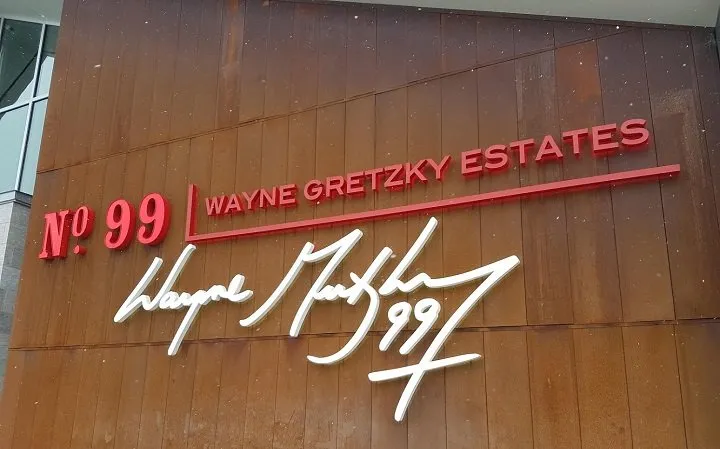 Nº 99 WAYNE GRETZKY ESTATES
Wayne Gretzky 99